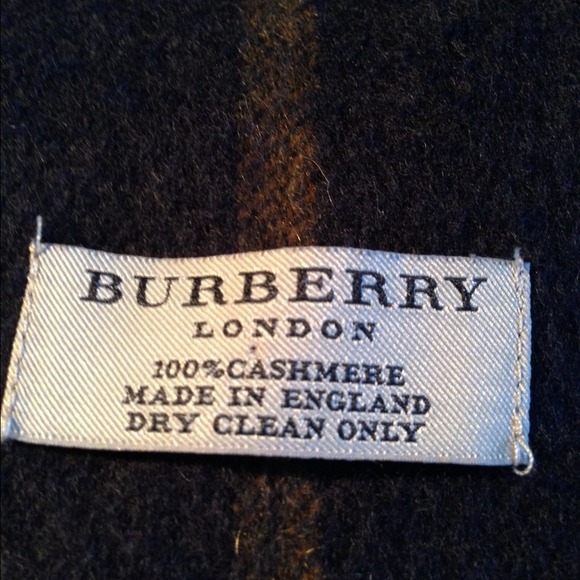 BURBERRY
LONDON
100%CASHMERE
MADE IN ENGLAND
DRY CLEAN ONLY